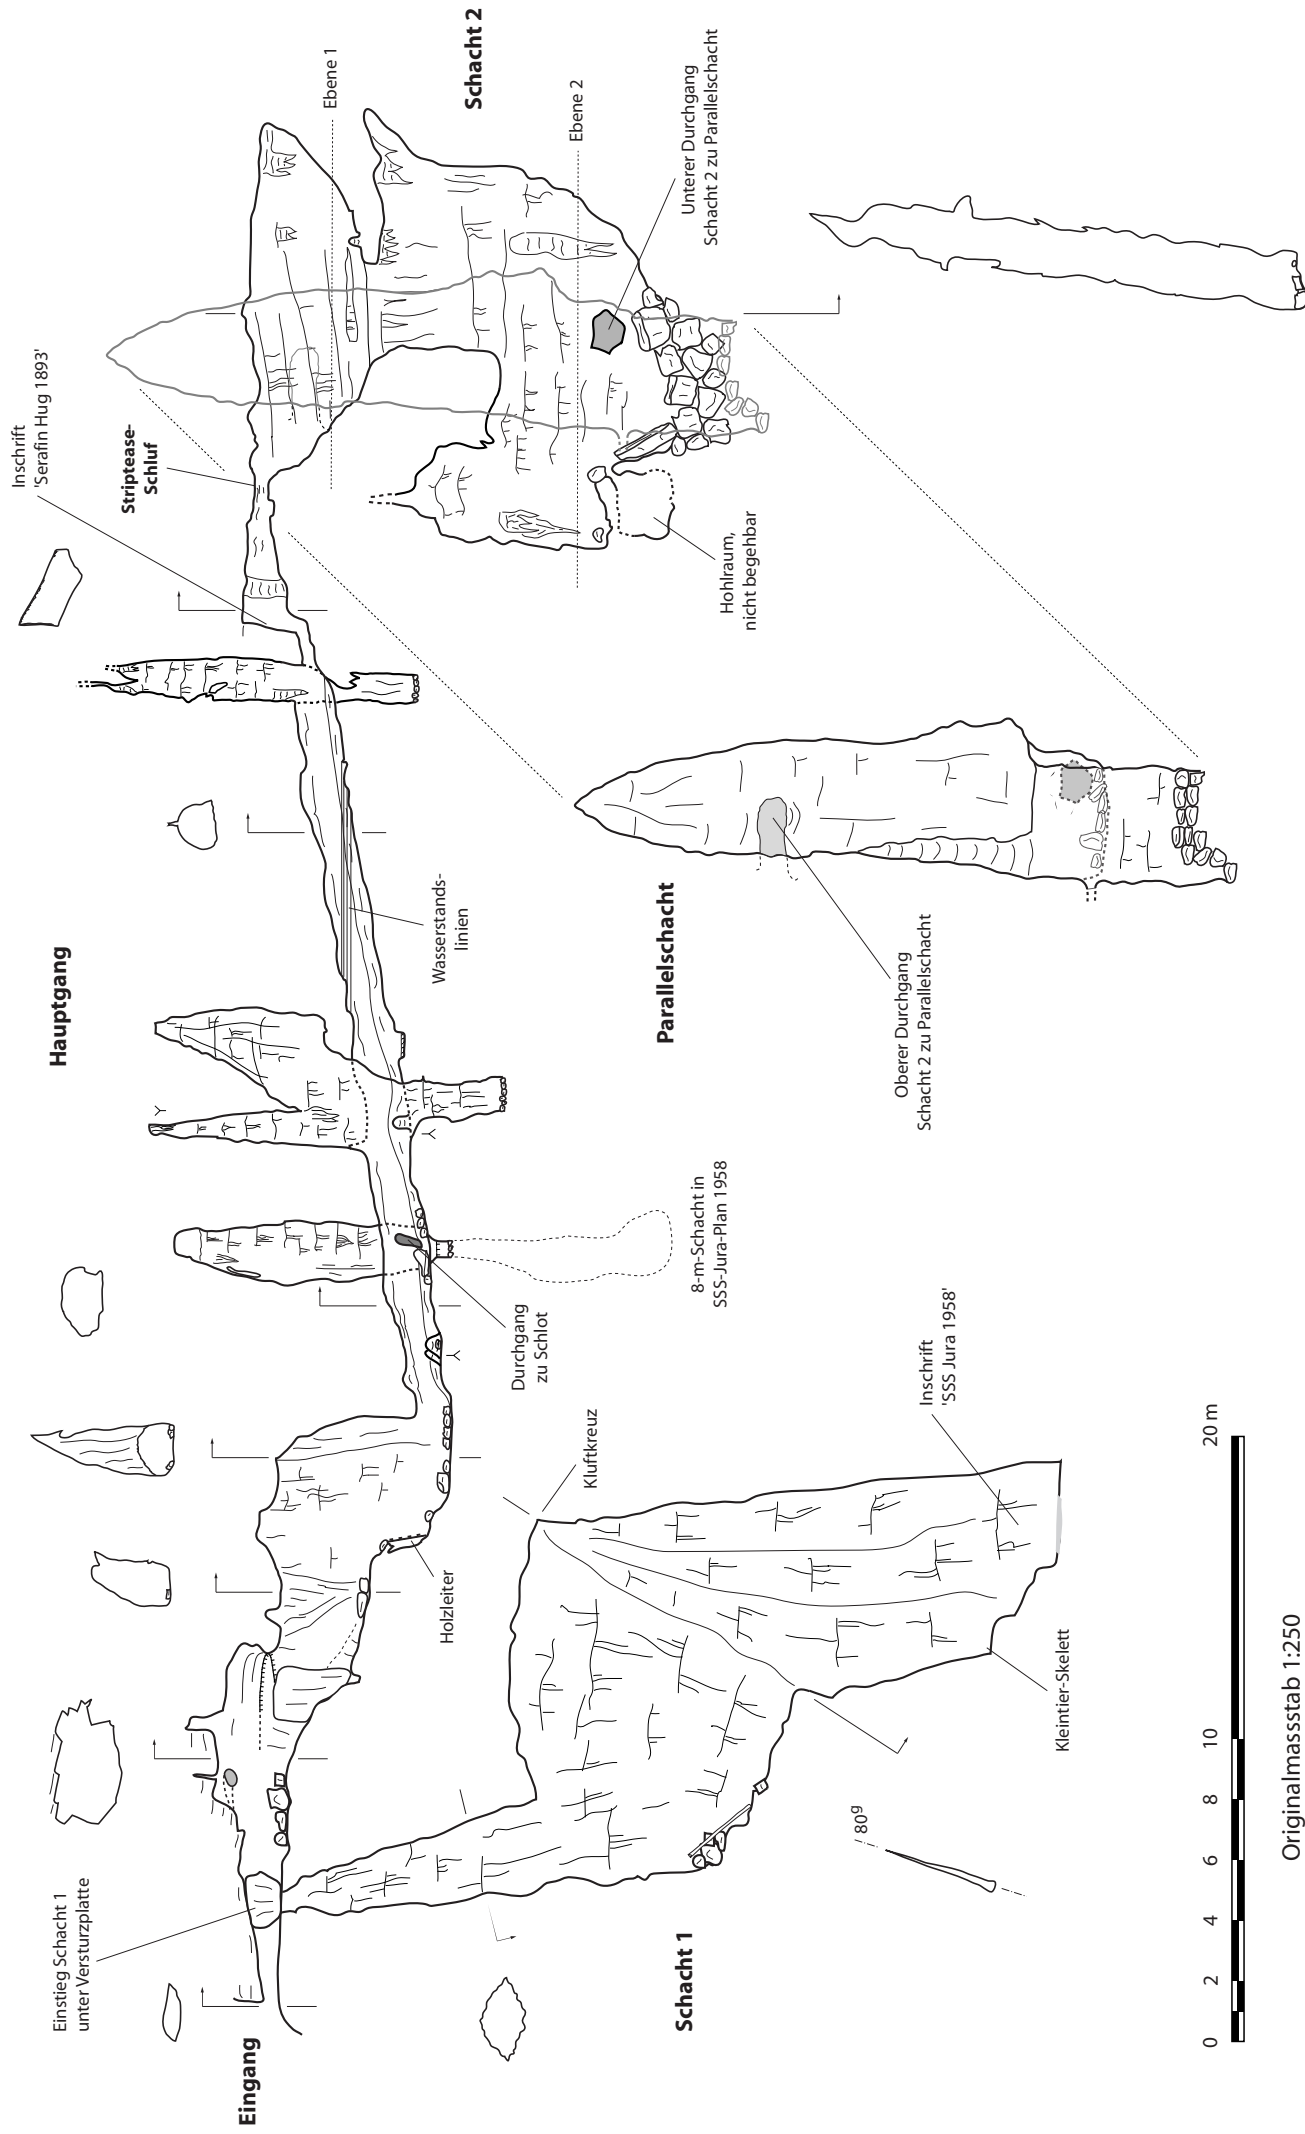 Eingang
Einstieg Schacht 1
unter Versturzplatte
Hauptgang
Inschrift
'Serafin Hug 1893'
Striptease-
Schluf
Ebene 1
Schacht 2
Ebene 2
Unterer Durchgang
Schacht 2 zu Parallelschacht
Hohlraum,
nicht begehbar
Wasserstands-
linien
8-m-Schacht in
SSS-Jura-Plan 1958
Durchgang
zu Schlot
Holzleiter
Kluftkreuz
Parallelschacht
Oberer Durchgang
Schacht 2 zu Parallelschacht
Inschrift
'SSS Jura 1958'
Kleintier-Skelett
Schacht 1
80g
0 2 4 6 8 10 20 m
Originalmassstab 1:250